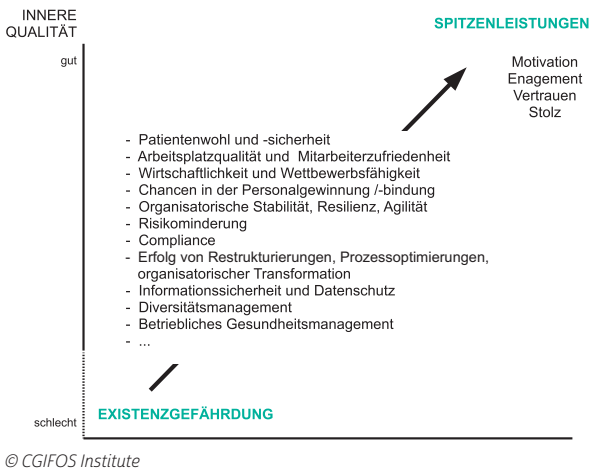 INNERE
QUALITÄT
SPITZENLEISTUNGEN
gut
Motivation
Enagement
Vertrauen
Stolz
- Patientenwohl und -sicherheit
- Arbeitsplatzqualität und Mitarbeiterzufriedenheit
- Wirtschaftlichkeit und Wettbewerbsfähigkeit
- Chancen in der Personalgewinnung /-bindung
- Organisatorische Stabilität, Resilienz, Agilität
- Risikominderung
- Compliance
- Erfolg von Restrukturierungen, Prozessoptimierungen,
organisatorischer Transformation
- Informationssicherheit und Datenschutz
- Diversitätsmanagement
- Betriebliches Gesundheitsmanagement
- ...
EXISTENZGEFÄHRDUNG
schlecht
© CGIFOS Institute